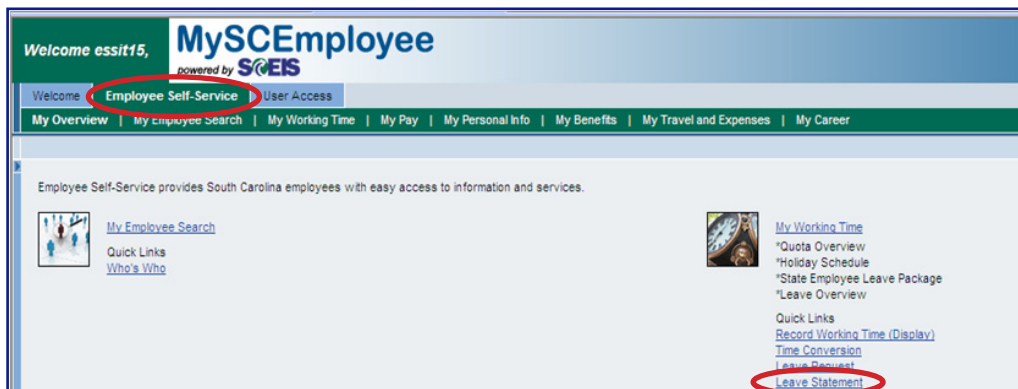 Welcome essit15,
MySCEmployee
powered by SCEIS
Welcome Employee Self-Service User Access
My Overview | My Employee Search | My Working Time | My Pay | My Personal Info | My Benefits | My Travel and Expenses | My Career
Employee Self-Service provides South Carolina employees with easy access to information and services.
My Employee Search
Quick Links
Who's Who
My Working Time
*Quota Overview
*Holiday Schedule
*State Employee Leave Package
*Leave Overview
Quick Links
Record Working Time (Display)
Time Conversion
Leave Request
Leave Statement